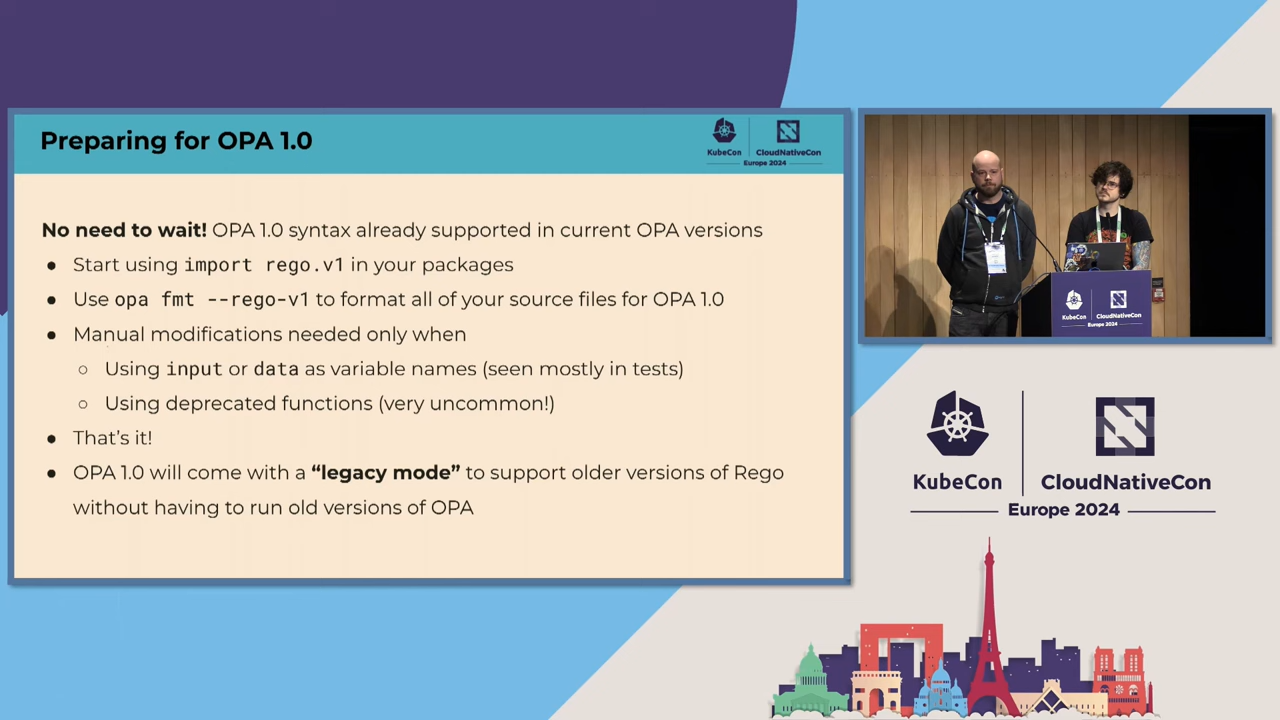 Preparing for OPA 1.0
KubeCon
CloudNativeCon
Europe 2024
No need to wait! OPA 1.0 syntax already supported in current OPA versions
● Start using import rego.v1 in your packages
● Use opa fmt --rego-v1 to format all of your source files for OPA 1.0
● Manual modifications needed only when
○ Using input or data as variable names (seen mostly in tests)
○ Using deprecated functions (very uncommon!)
● That's it!
● OPA 1.0 will come with a “legacy mode” to support older versions of Rego
without having to run old versions of OPA
KubeCon
CloudNativeCon
Europe 2024
KubeCon
CloudNativeCon
Europe 2024